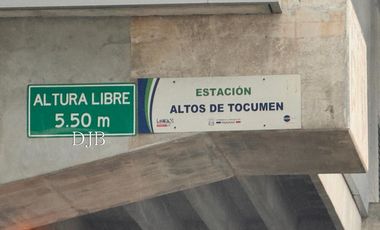 ALTURA LIBRE
5.50 m
ESTACIÓN
ALTOS DE TOCUMEN
DJB